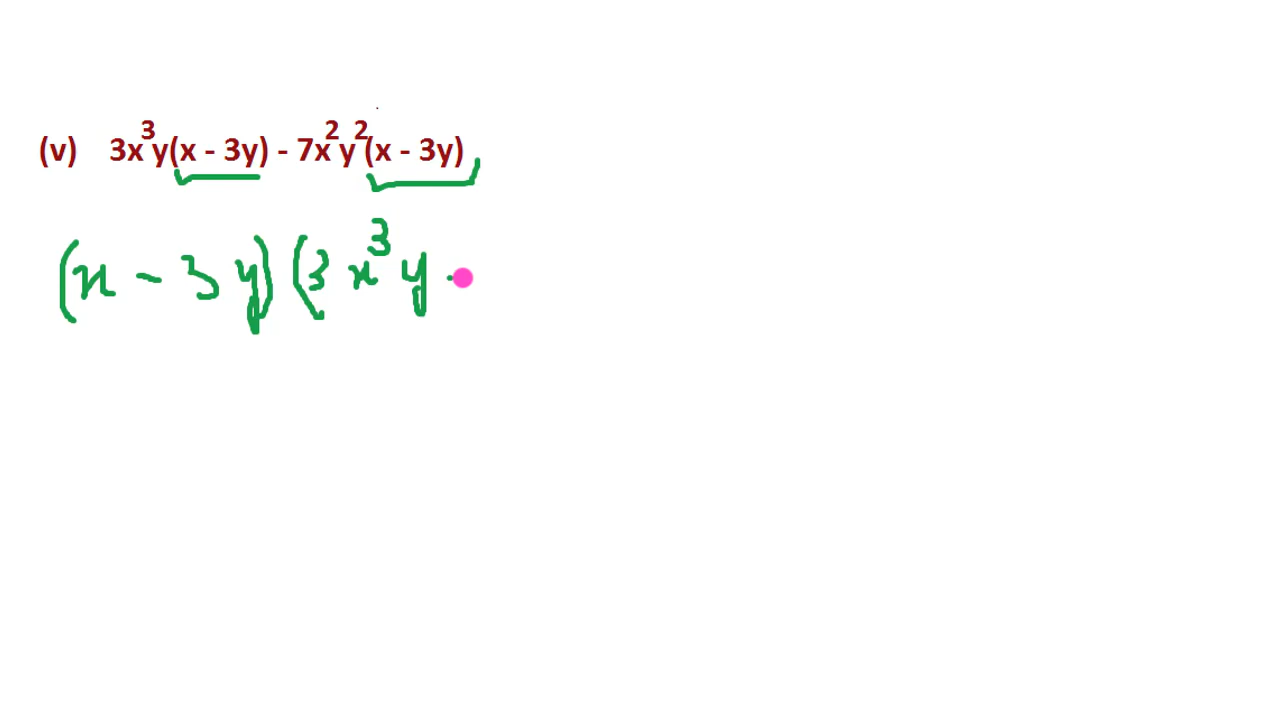 (v) 3x³y(x - 3y) - 7x²y²(x - 3y)
(x - 3y)(3x³y -